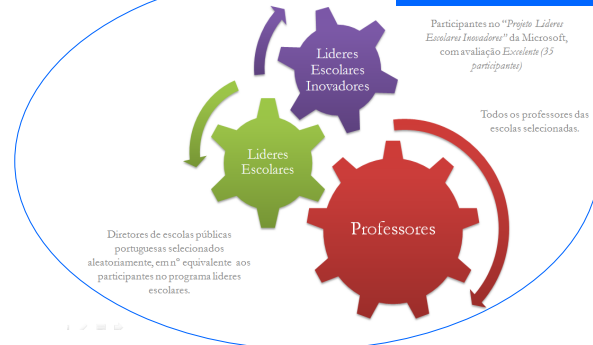 Participantes no "Projeto Lideres
Escolares Inovadores" da Microsoft,
com avaliação Excelente (35
participantes)
Lideres
Escolares
Inovadores
Todos os professores das
escolas selecionadas.
Lideres
Escolares
Professores
Diretores de escolas públicas
portuguesas selecionados
aleatoriamente, em nº equivalente aos
participantes no programa lideres
escolares.